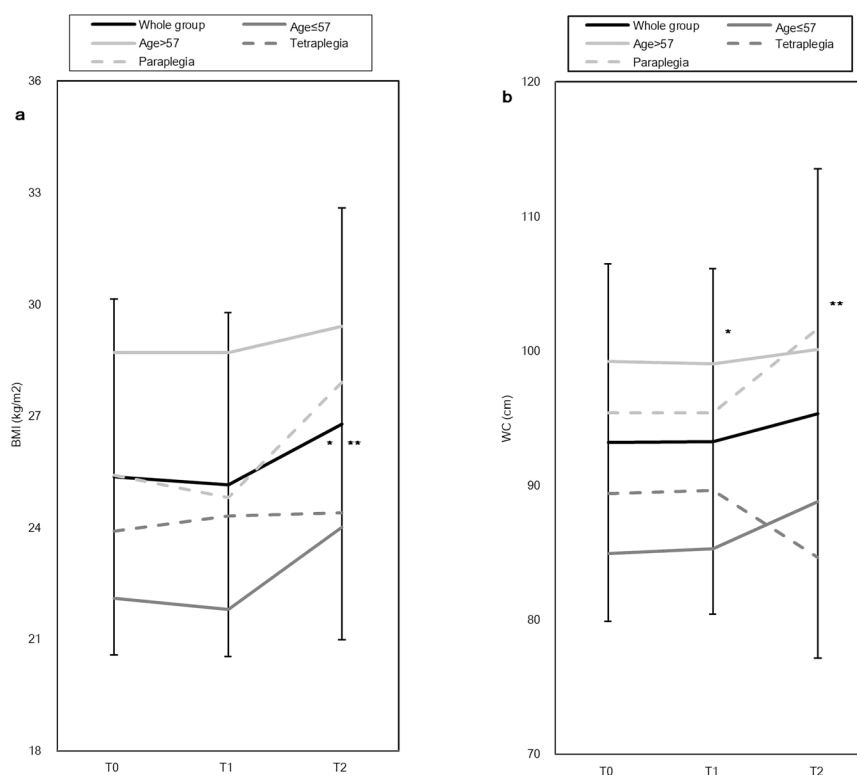 Whole group
Age≤57
Age>57
Tetraplegia
Paraplegia
a
36
33
30
27
24
21
18
BMI (kg/m2)
* **
T0
T1
T2
Whole group
Age≤57
Age>57
Tetraplegia
Paraplegia
b
120
110
100
90
80
70
WC (cm)
**
*
T0
T1
T2